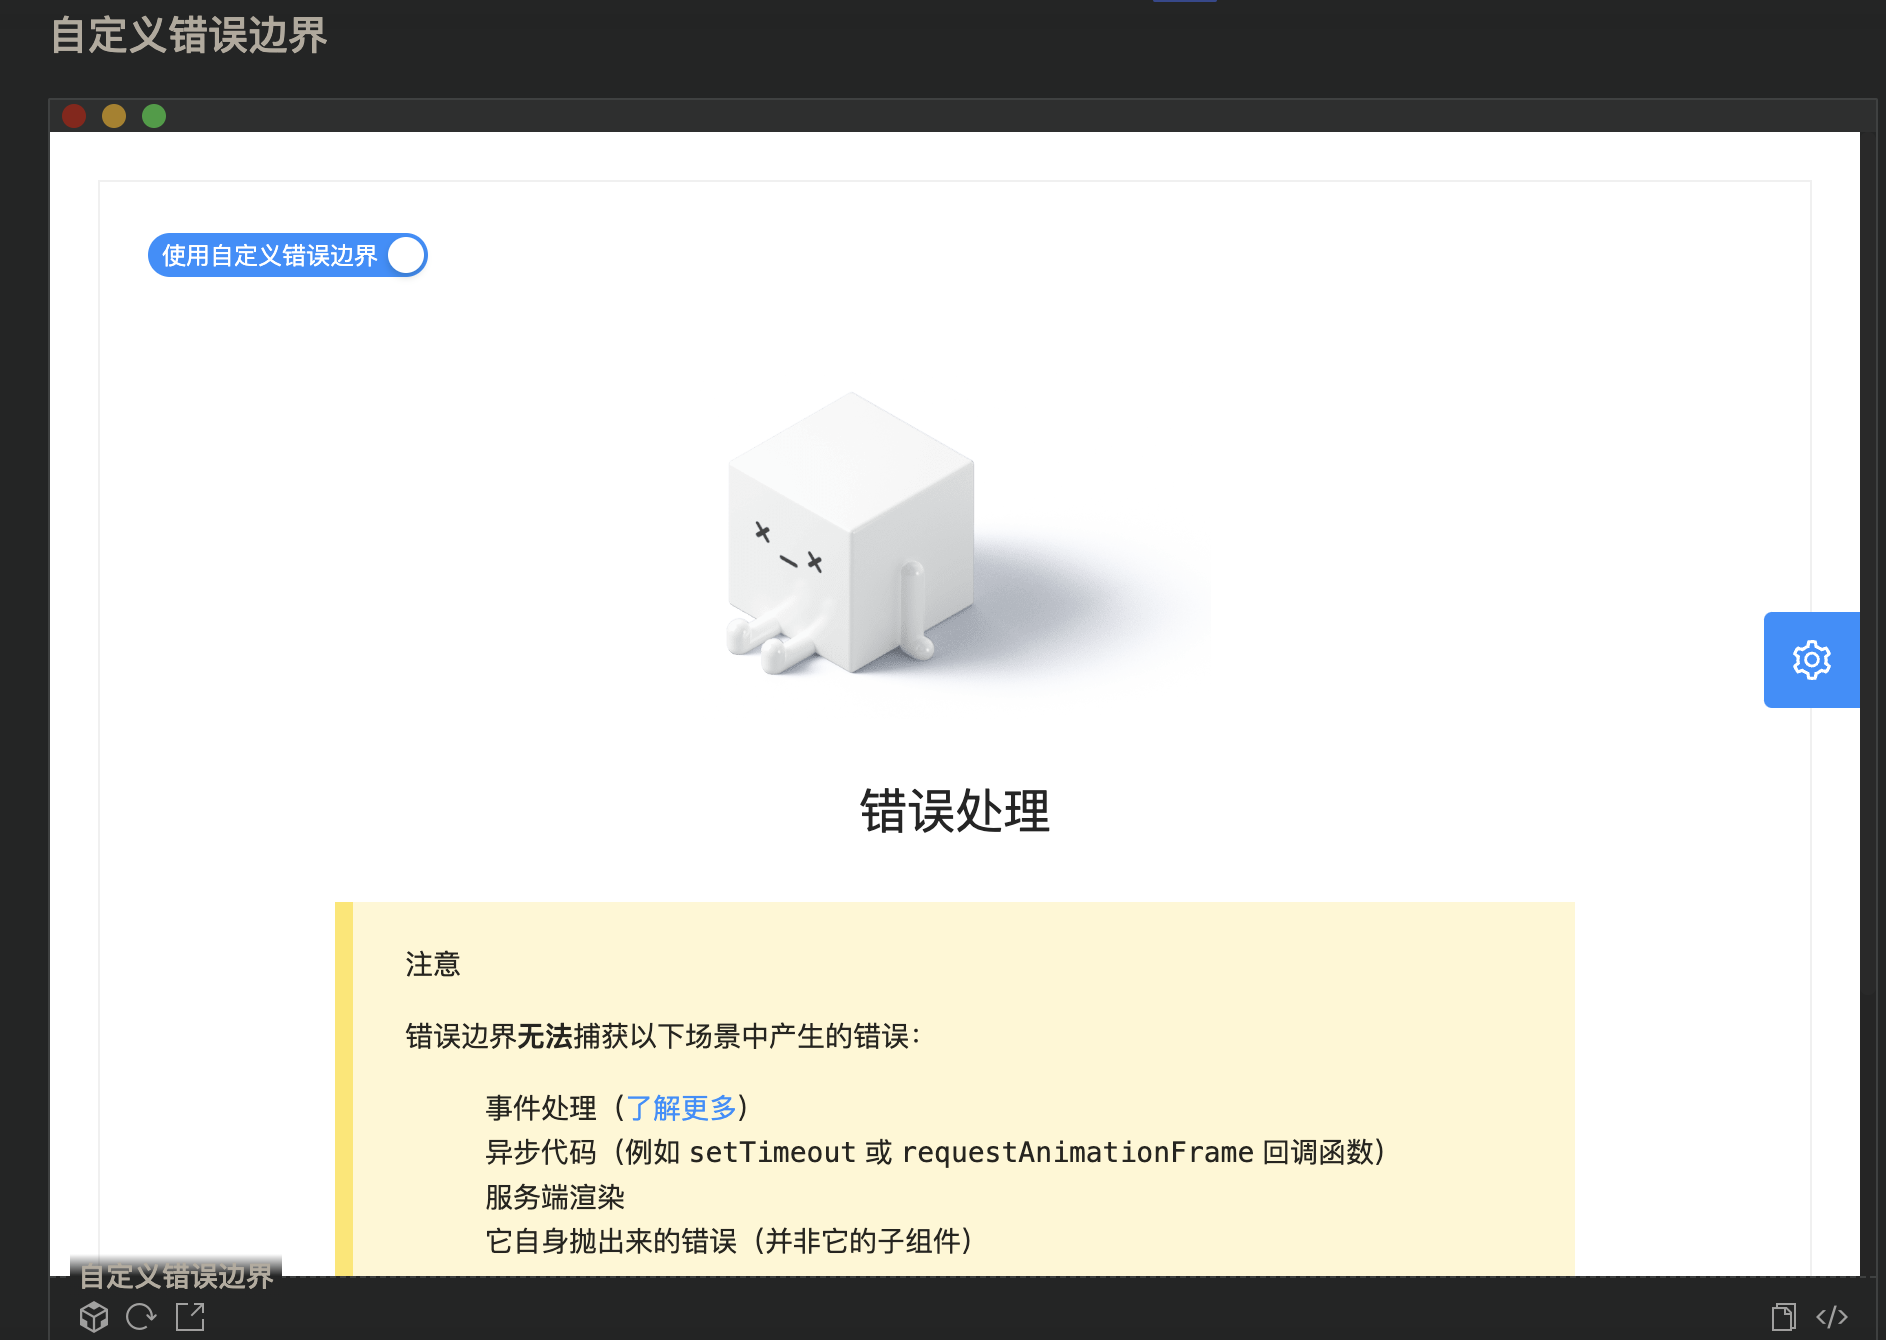 自定义错误边界
使用自定义错误边界
错误处理
注意
错误边界无法捕获以下场景中产生的错误：
事件处理（了解更多）
异步代码（例如 setTimeout 或 requestAnimationFrame 回调函数）
服务端渲染
它自身抛出来的错误（并非它的子组件）
自定义错误边界